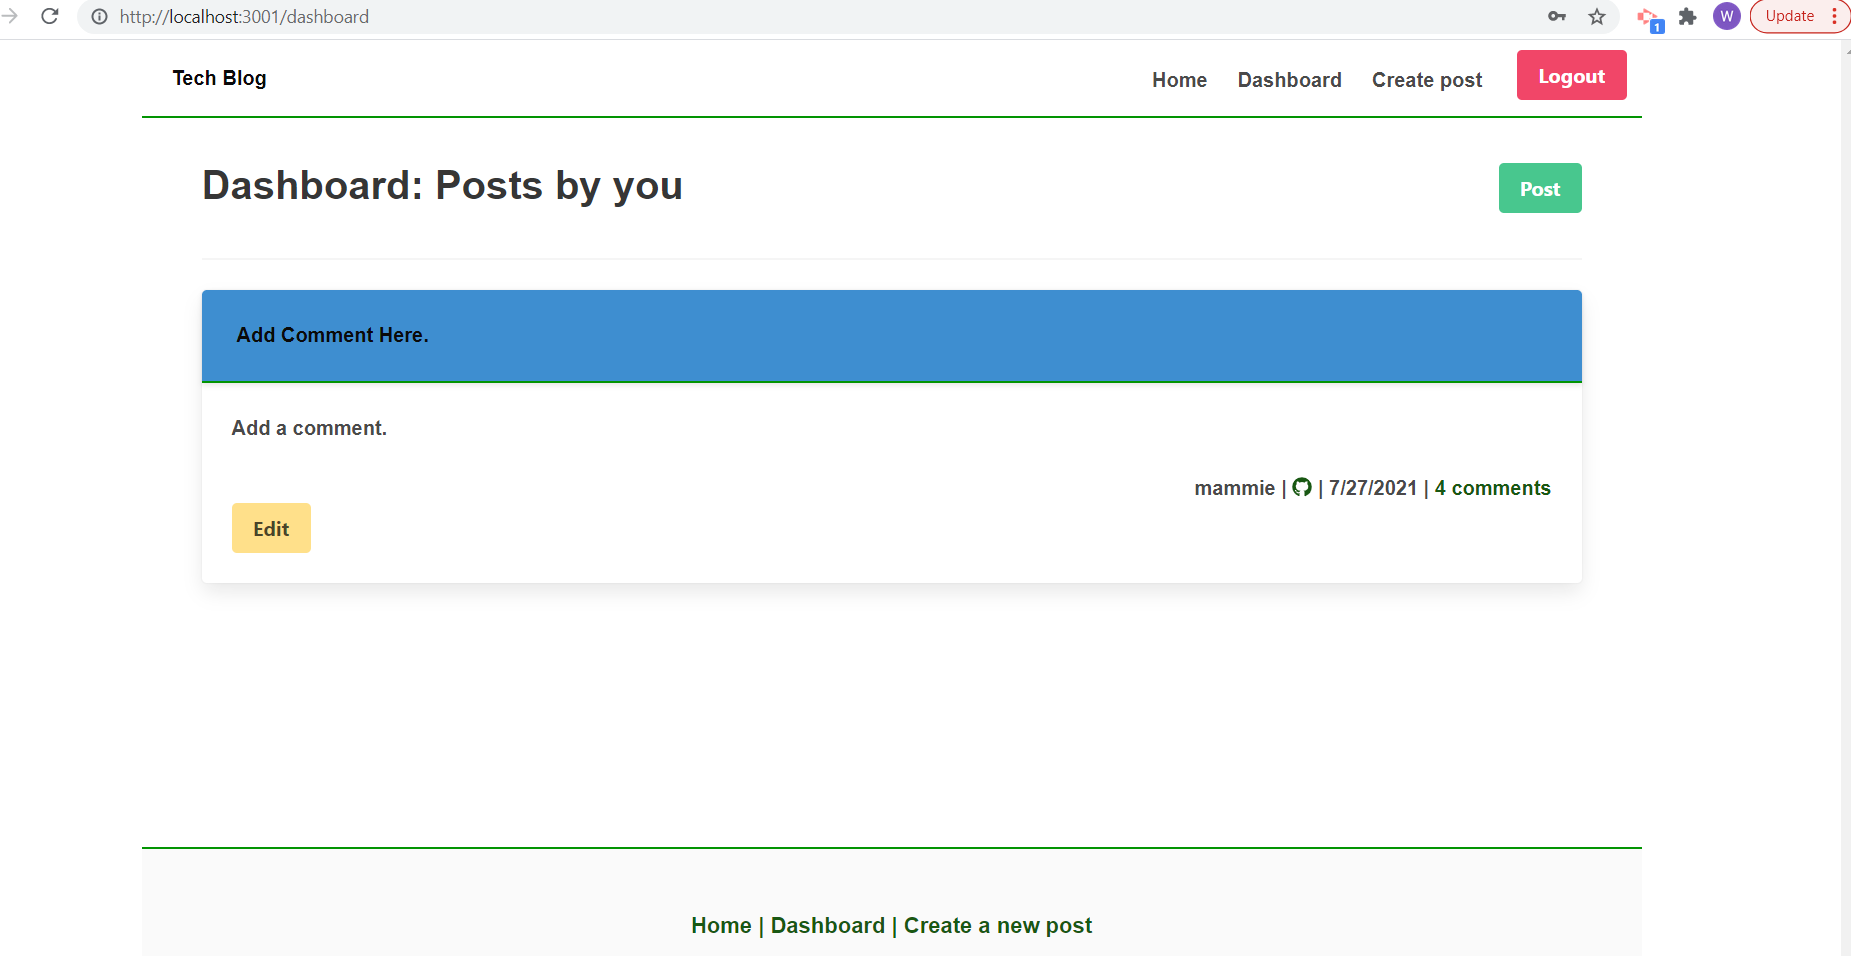 http://localhost:3001/dashboard
1
W
Update
Tech Blog
Home Dashboard Create post Logout
Dashboard: Posts by you
Post
Add Comment Here.
Add a comment.
mammie | | 7/27/2021 | 4 comments
Edit
Home | Dashboard | Create a new post